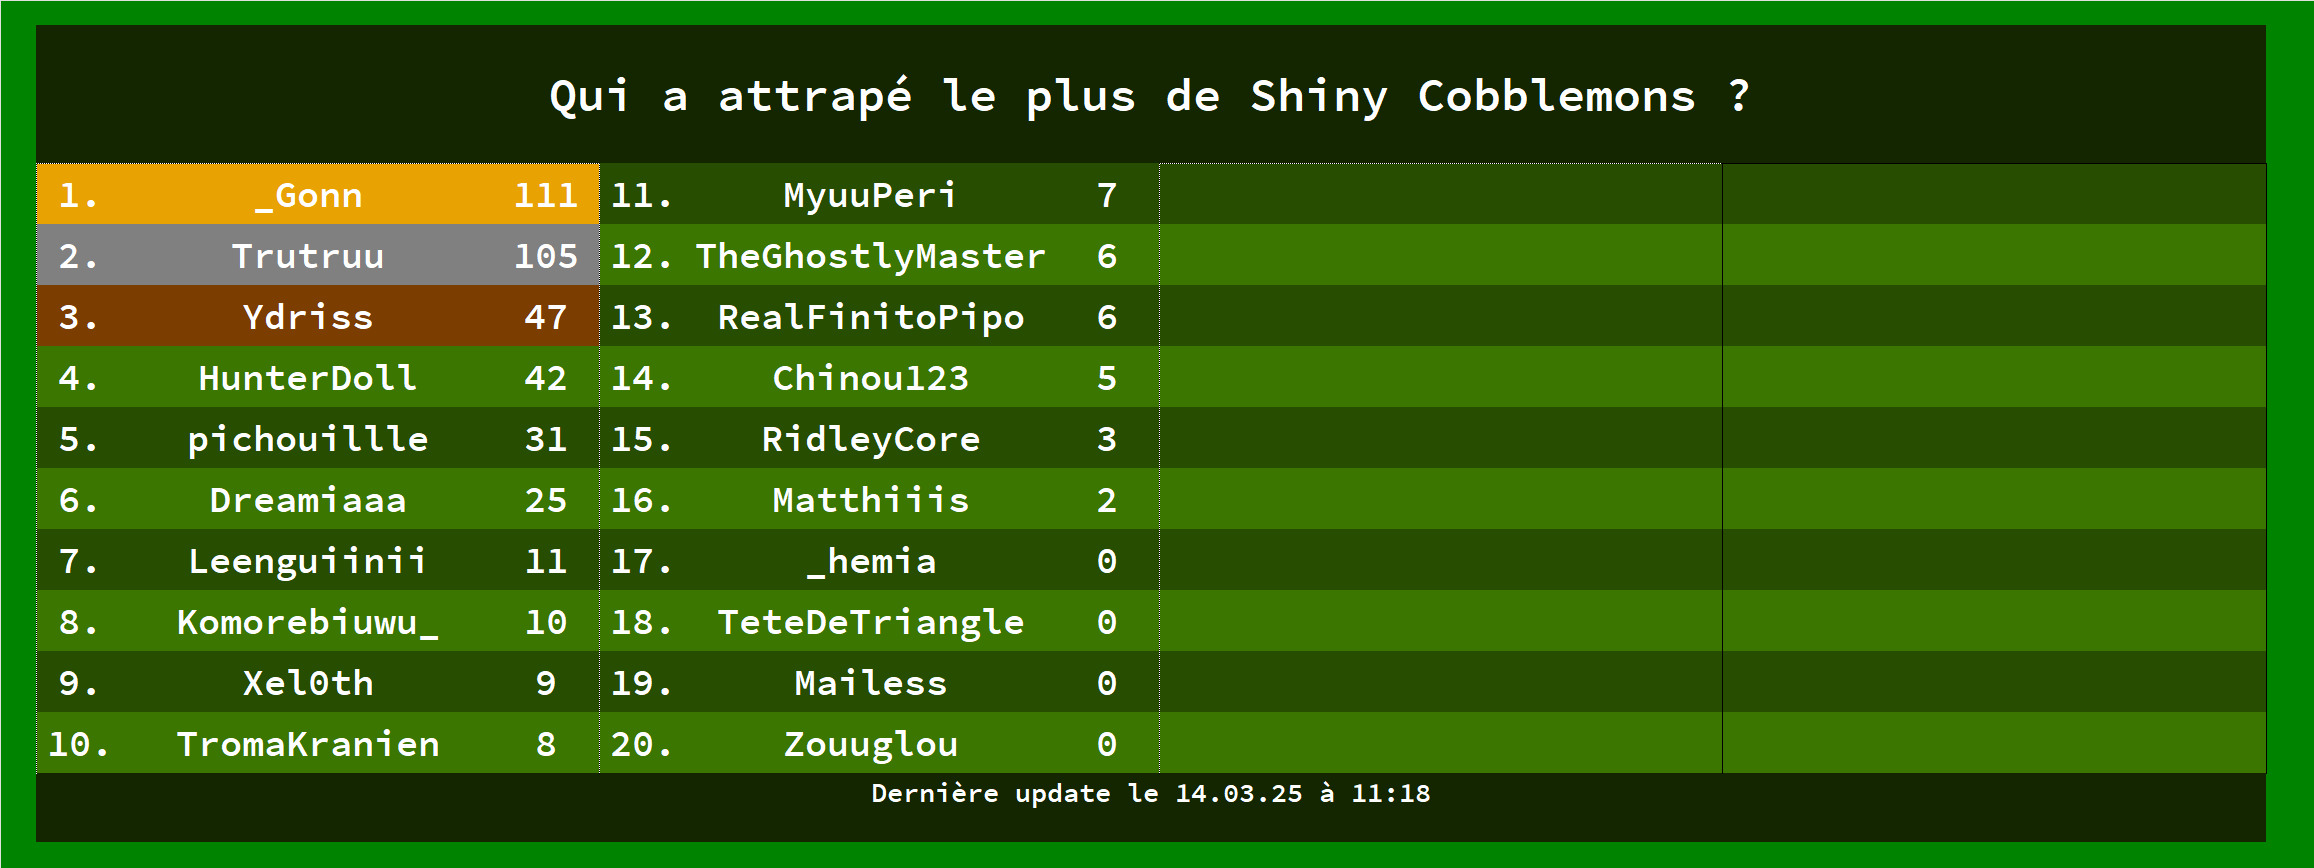 Qui a attrapé le plus de Shiny Cobblemons ?
1. _Gonn 111
2. Trutruu 105
3. Ydriss 47
4. HunterDoll 42
5. pichouillle 31
6. Dreamiaaa 25
7. Leenguiinii 11
8. Komorebiuwu_ 10
9. Xel0th 9
10. TromaKranien 8
11. MyuuPeri 7
12. TheGhostlyMaster 6
13. RealFinitoPipo 6
14. Chinou123 5
15. RidleyCore 3
16. Matthiiis 2
17. _hemia 0
18. TeteDeTriangle 0
19. Mailess 0
20. Zouuglou 0
Dernière update le 14.03.25 à 11:18